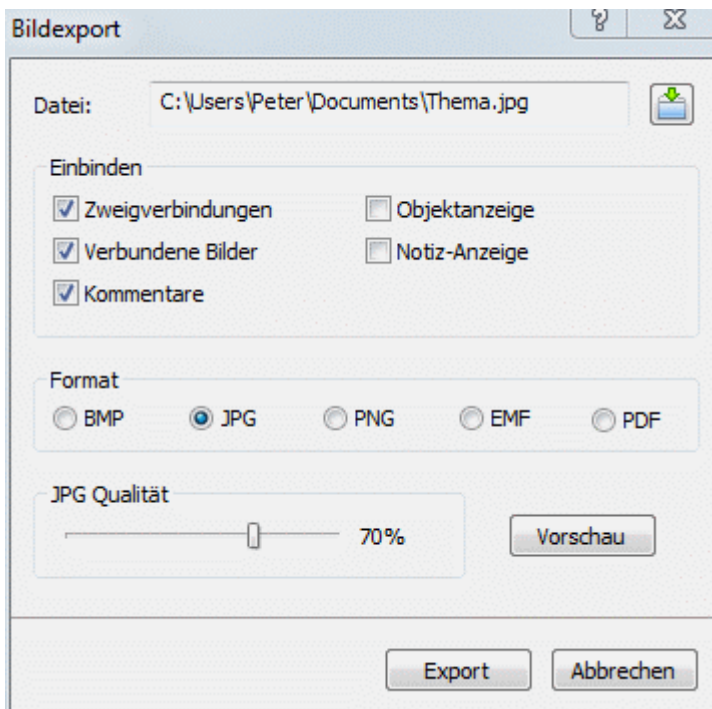 Bildexport
Datei: C:\Users\Peter\Documents\Thema.jpg
Einbinden
Zweigverbindungen Objektanzeige
Verbundene Bilder Notiz-Anzeige
Kommentare
Format
BMP JPG PNG EMF PDF
JPG Qualität
70% Vorschau
Export Abbrechen